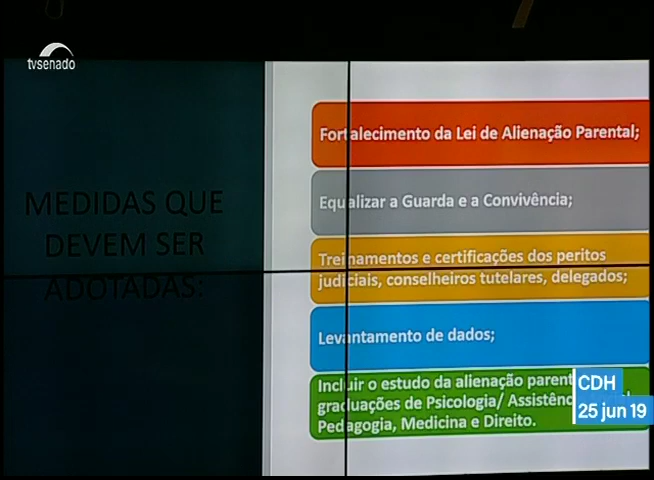 tvsenado
MEDIDAS QUE
DEVEM SER
ADOTADAS:
Fortalecimento da Lei de Alienação Parental;
Equalizar a Guarda e a Convivência;
Treinamentos e certificações dos peritos
judiciais, conselheiros tutelares, delegados;
Levantamento de dados;
Incluir o estudo da alienação
graduações de Psicologia/
Pedagogia, Medicina e Direito.
CDH
25 jun 19